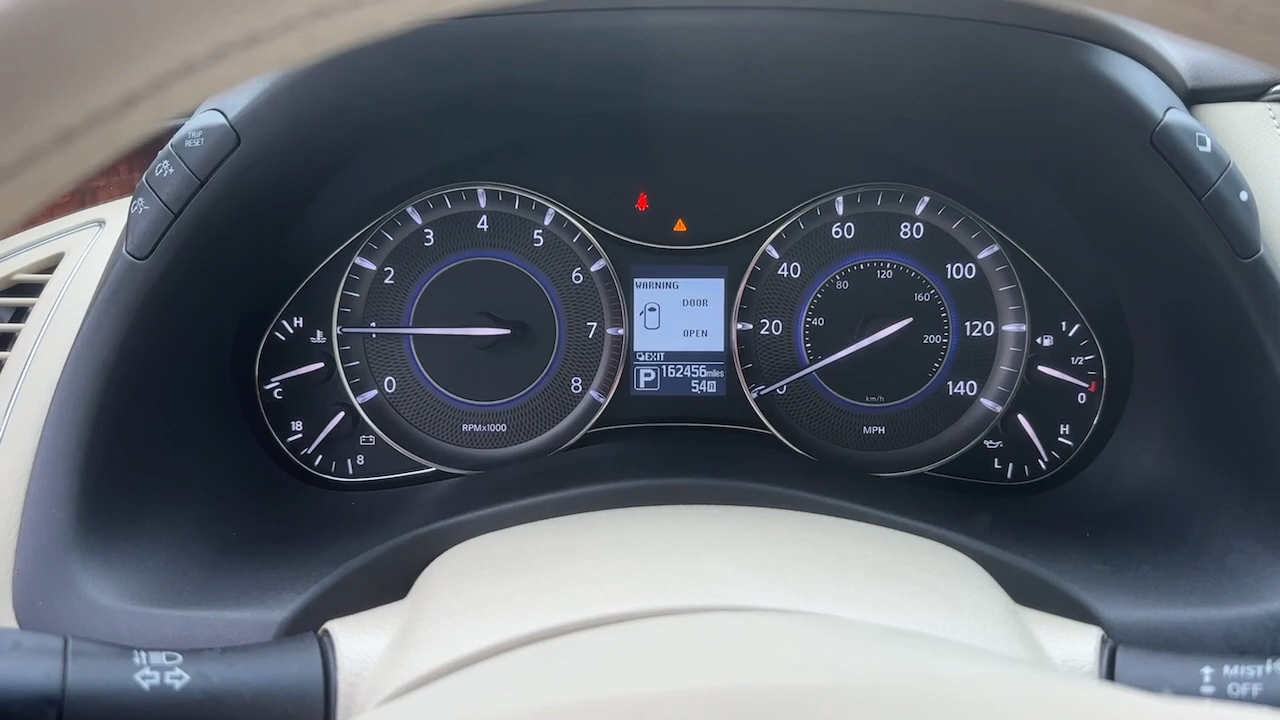 TRIP
RESET
0
1
2
3
4
5
6
7
8
RPMx1000
H
C
18
8
WARNING
DOOR
OPEN
EXIT
P
162456miles
54
20
40
60
80
100
120
140
MPH
40
80
120
160
200
km/h
1
1/2
0
H
L
MIST
OFF